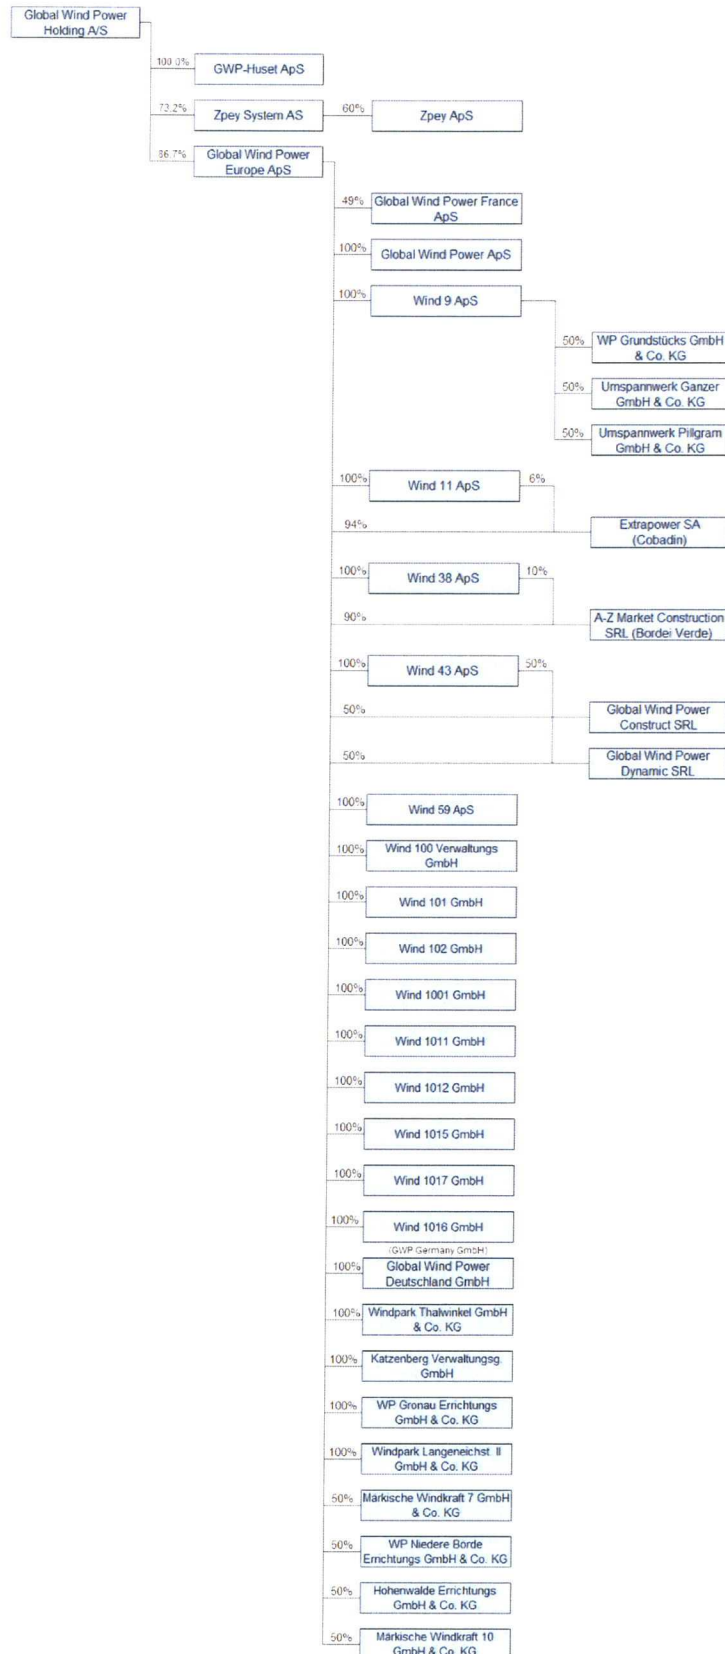 Global Wind Power
Holding A/S
100.0%
GWP-Huset ApS
73.2%
Zpey System AS
60%
Zpey ApS
86.7%
Global Wind Power
Europe ApS
49%
Global Wind Power France
ApS
100%
Global Wind Power ApS
100%
Wind 9 ApS
50%
WP Grundstücks GmbH
& Co. KG
50%
Umspannwerk Ganzer
GmbH & Co. KG
50%
Umspannwerk Pillgram
GmbH & Co. KG
100%
Wind 11 ApS
6%
94%
Extrapower SA
(Cobadin)
100%
Wind 38 ApS
10%
90%
A-Z Market Construction
SRL (Bordei Verde)
100%
Wind 43 ApS
50%
50%
Global Wind Power
Construct SRL
50%
Global Wind Power
Dynamic SRL
100%
Wind 59 ApS
100%
Wind 100 Verwaltungs
GmbH
100%
Wind 101 GmbH
100%
Wind 102 GmbH
100%
Wind 1001 GmbH
100%
Wind 1011 GmbH
100%
Wind 1012 GmbH
100%
Wind 1015 GmbH
100%
Wind 1017 GmbH
100%
Wind 1016 GmbH
(GWP Germany GmbH)
100%
Global Wind Power
Deutschland GmbH
100%
Windpark Thalwinkel GmbH
& Co. KG
100%
Katzenberg Verwaltungsg.
GmbH
100%
WP Gronau Errichtungs
GmbH & Co. KG
100%
Windpark Langeneichst. II
GmbH & Co. KG
50%
Märkische Windkraft 7 GmbH
& Co. KG
50%
WP Niedere Börde
Errichtungs GmbH & Co. KG
50%
Hohenwalde Errichtungs
GmbH & Co. KG
50%
Märkische Windkraft 10
GmbH & Co. KG